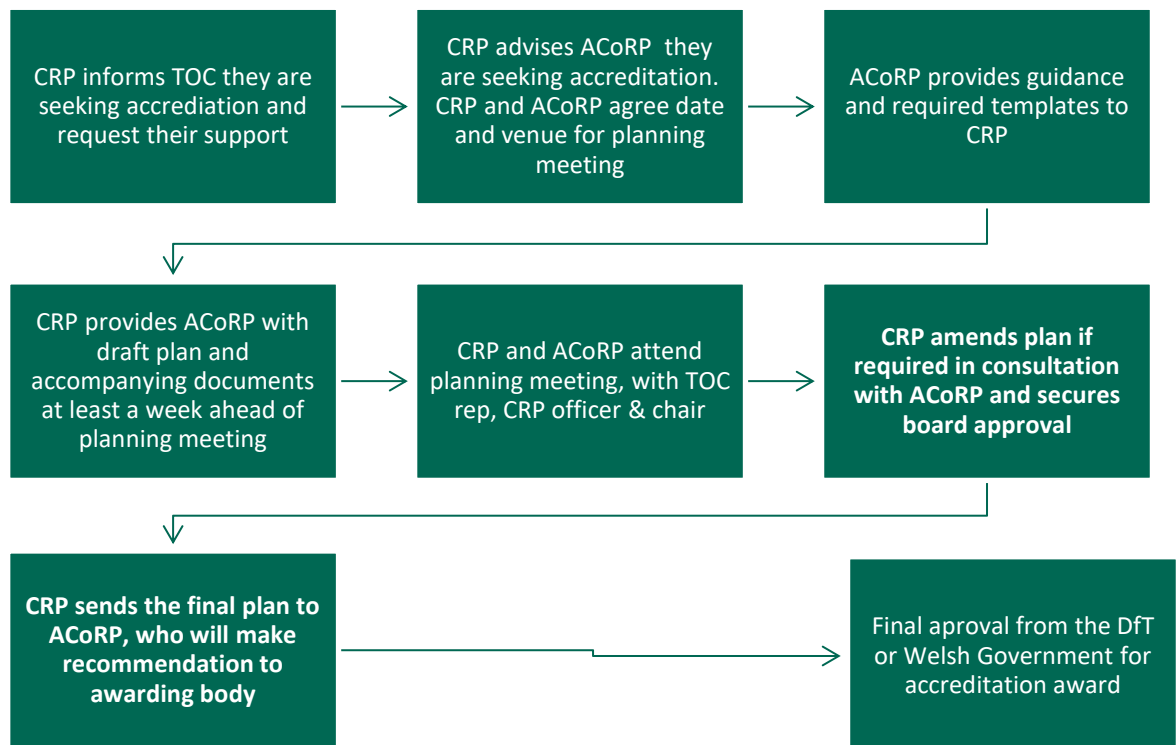 CRP informs TOC they are
seeking accrediation and
request their support
CRP advises ACoRP they
are seeking accreditation.
CRP and ACoRP agree date
and venue for planning
meeting
ACoRP provides guidance
and required templates to
CRP
CRP provides ACoRP with
draft plan and
accompanying documents
at least a week ahead of
planning meeting
CRP and ACoRP attend
planning meeting, with TOC
rep, CRP officer & chair
CRP amends plan if
required in consultation
with ACoRP and secures
board approval
CRP sends the final plan to
ACoRP, who will make
recommendation to
awarding body
Final aproval from the DfT
or Welsh Government for
accreditation award